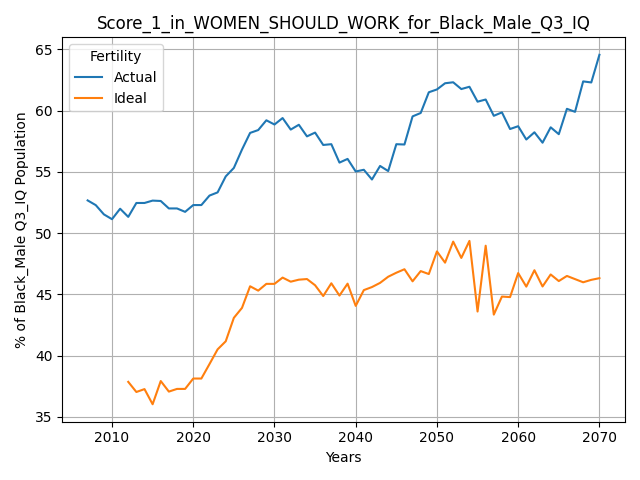 Score_1_in_WOMEN_SHOULD_WORK_for_Black_Male_Q3_IQ
Fertility
Actual
Ideal
% of Black_Male Q3_IQ Population
65
60
55
50
45
40
35
2010 2020 2030 2040 2050 2060 2070
Years